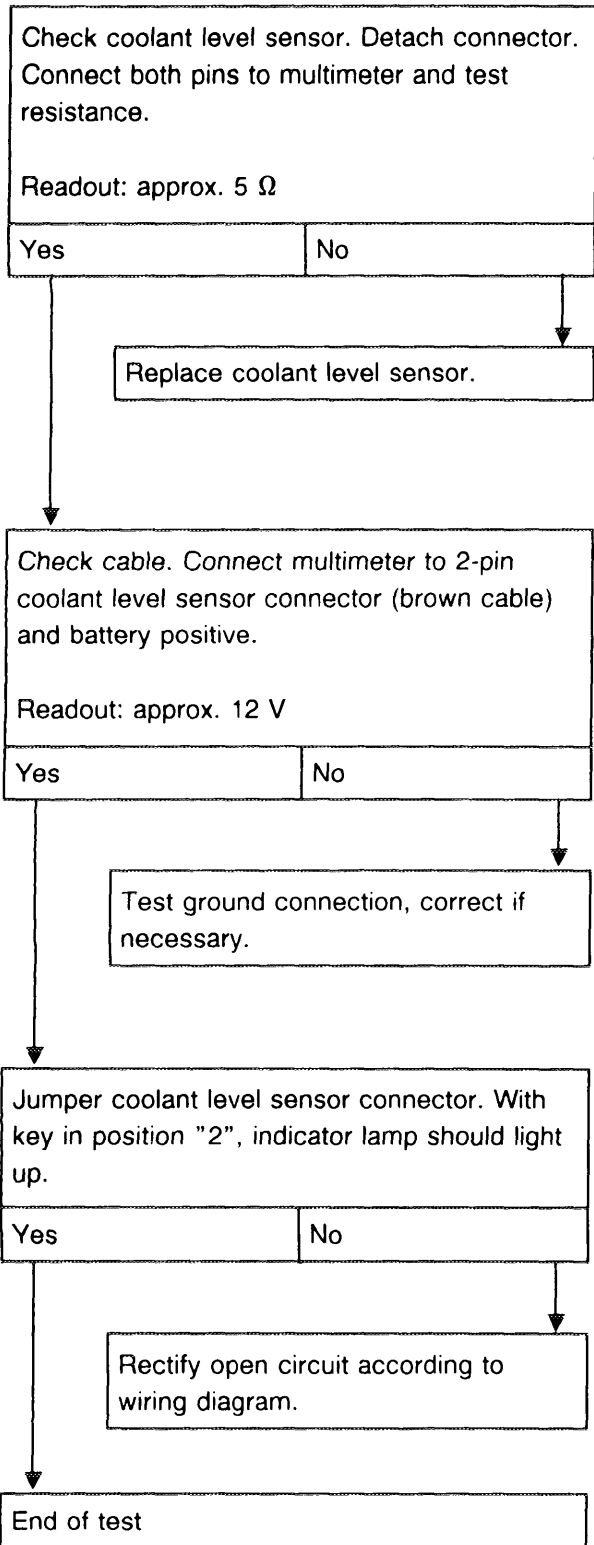 Check coolant level sensor. Detach connector.
Connect both pins to multimeter and test
resistance.
Readout: approx. 5 Ω
Yes
No
Replace coolant level sensor.
Check cable. Connect multimeter to 2-pin
coolant level sensor connector (brown cable)
and battery positive.
Readout: approx. 12 V
Yes
No
Test ground connection, correct if
necessary.
Jumper coolant level sensor connector. With
key in position "2", indicator lamp should light
up.
Yes
No
Rectify open circuit according to
wiring diagram.
End of test